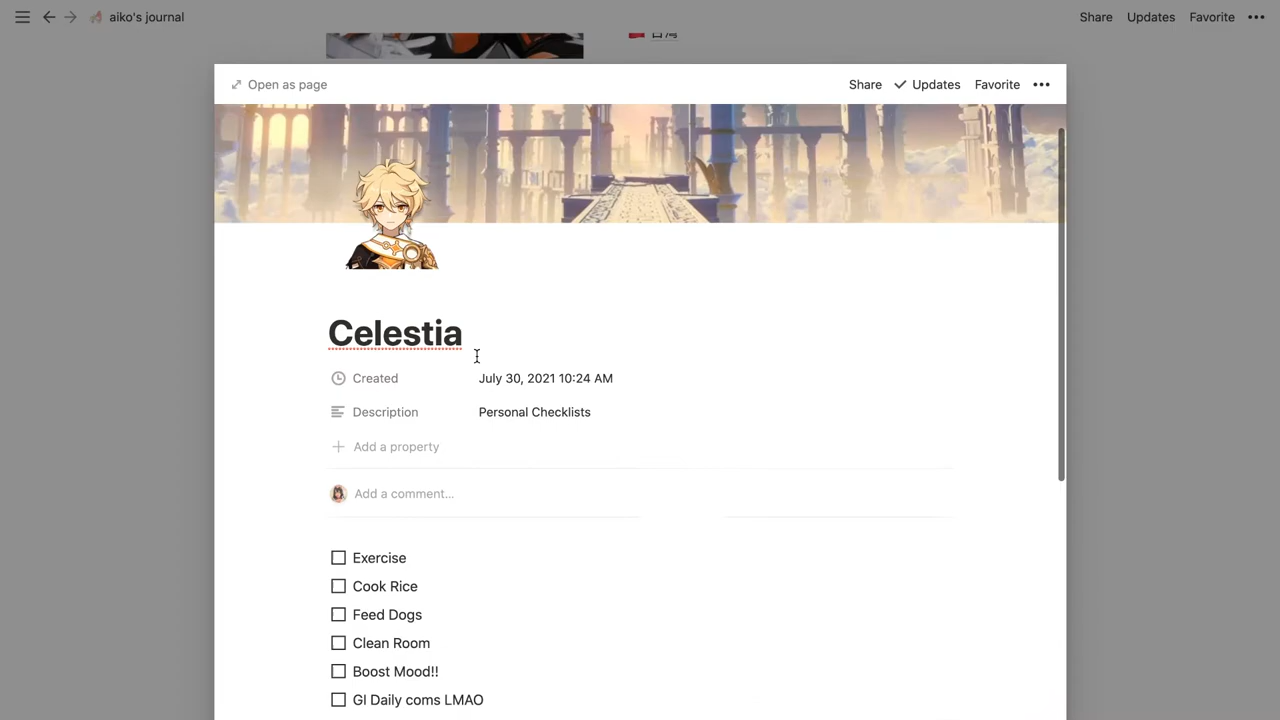 aiko's journal
Share
Updates
Favorite
台湾
Open as page
Share
Updates
Favorite
Celestia
Created
July 30, 2021 10:24 AM
Description
Personal Checklists
Add a property
Add a comment...
Exercise
Cook Rice
Feed Dogs
Clean Room
Boost Mood!!
GI Daily coms LMAO